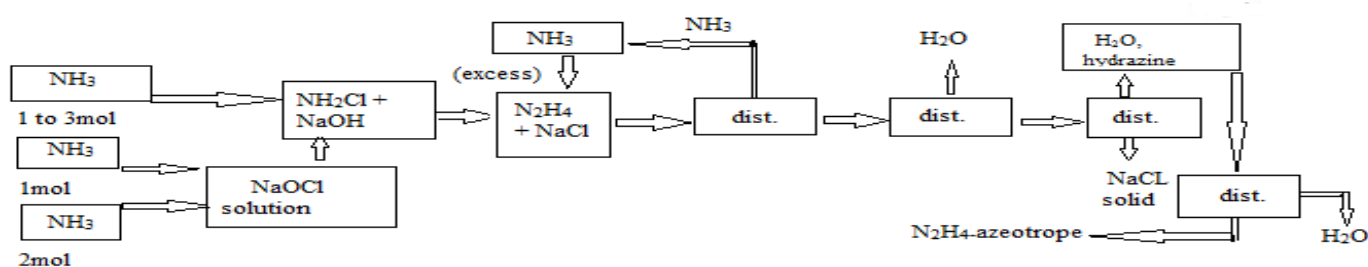 NH₃
1 to 3mol
NH₃
1mol
NH₃
2mol
NaOCl
solution
NH₂Cl +
NaOH
NH₃
(excess)
N₂H₄
+ NaCl
NH₃
dist.
H₂O
dist.
H₂O,
hydrazine
dist.
NaCL
solid
dist.
N₂H₄-azeotrope
H₂O